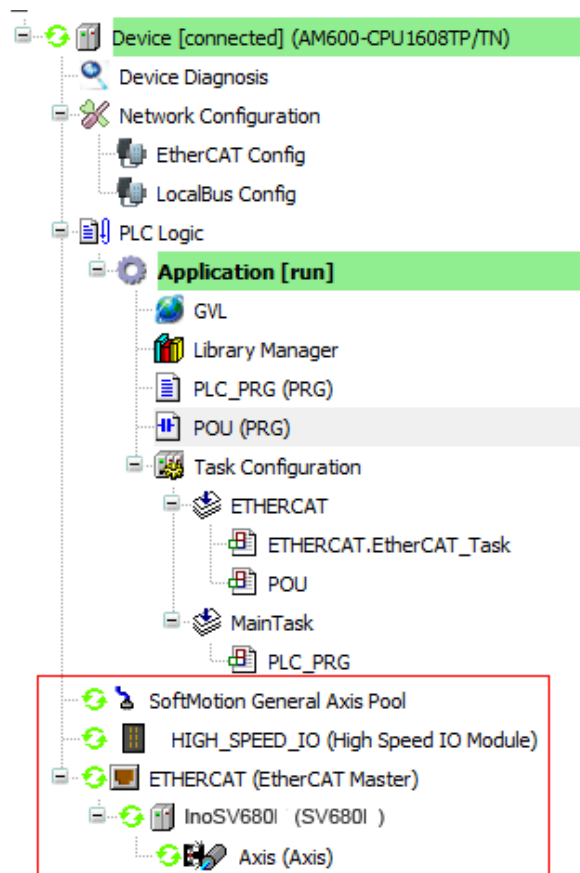 Device [connected] (AM600-CPU1608TP/TN)
Device Diagnosis
Network Configuration
EtherCAT Config
LocalBus Config
PLC Logic
Application [run]
GVL
Library Manager
PLC_PRG (PRG)
POU (PRG)
Task Configuration
ETHERCAT
ETHERCAT.EtherCAT_Task
POU
MainTask
PLC_PRG
SoftMotion General Axis Pool
HIGH_SPEED_IO (High Speed IO Module)
ETHERCAT (EtherCAT Master)
InoSV680I (SV680I )
Axis (Axis)